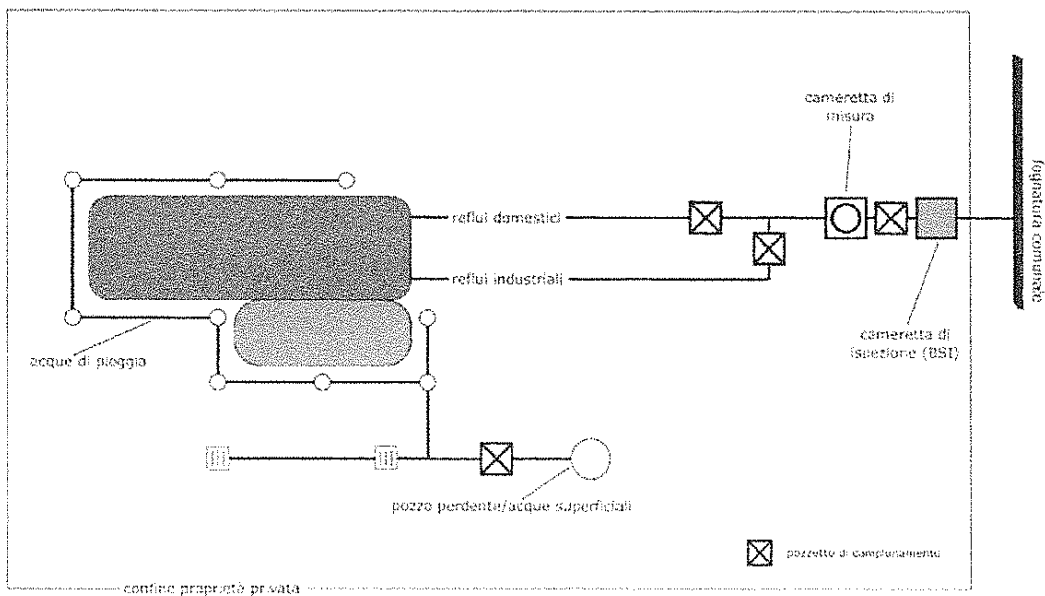 cameretta di
misura
fognatura comunale
reflui domestici
reflui industriali
cameretta di
ispezione (BSI)
acque di pioggia
pozzo perdente/acque superficiali
pozzetto di campionamento
confine proprietà privata